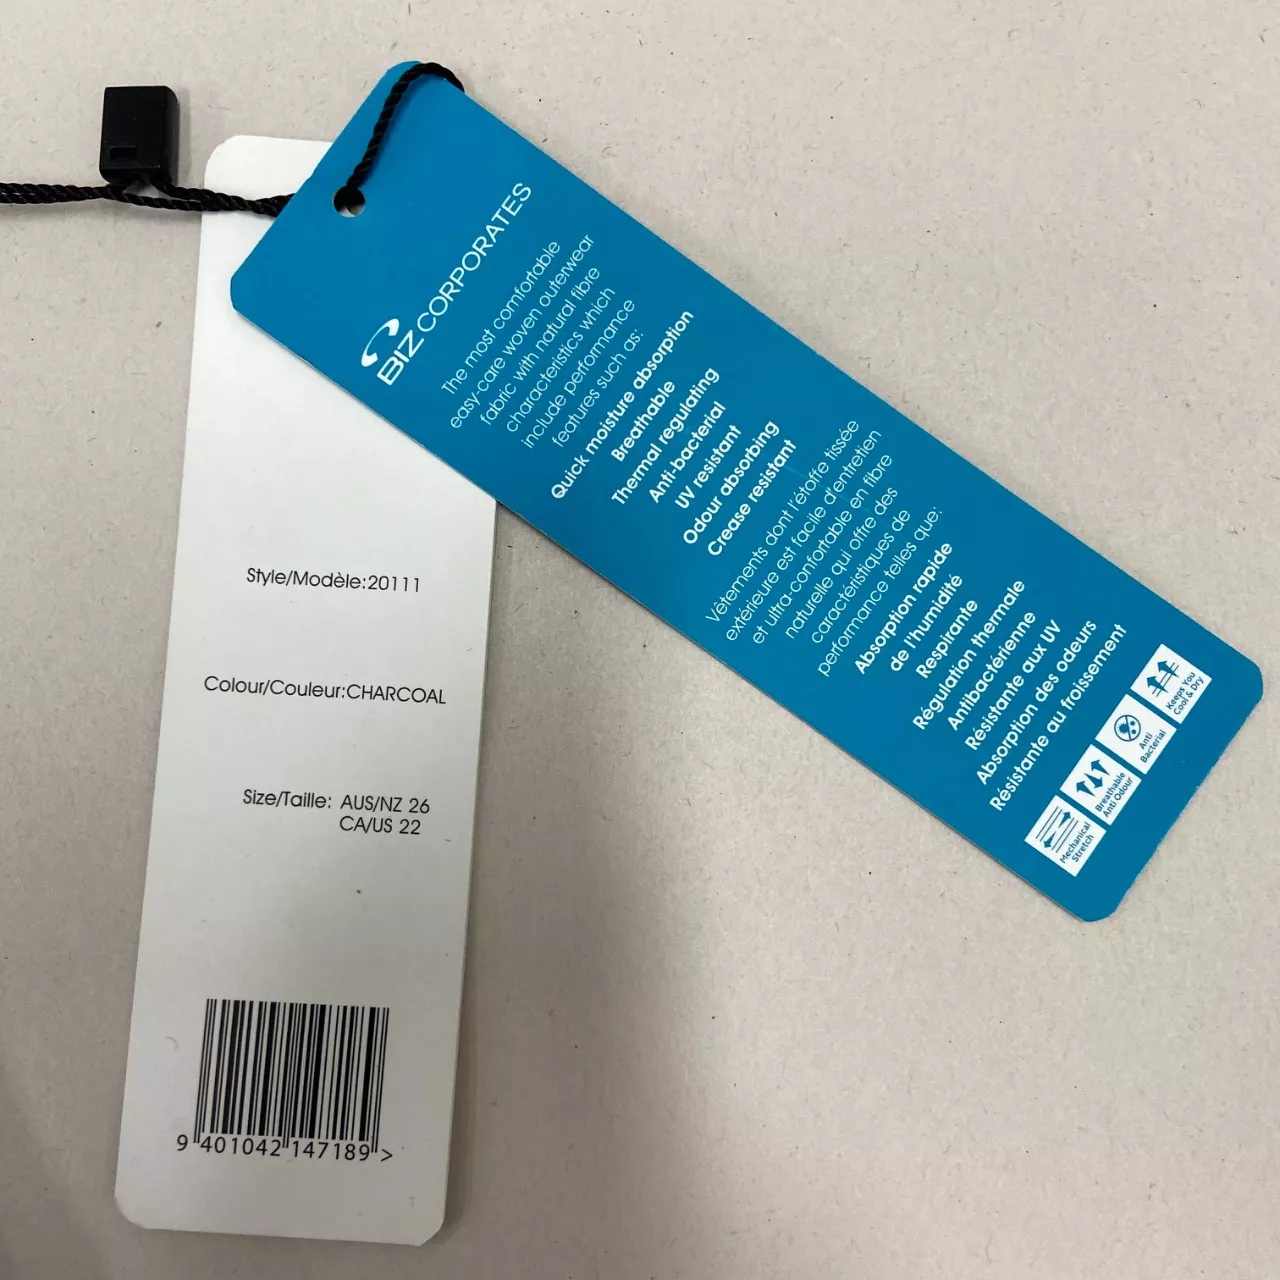 BIZ CORPORATES
The most comfortable
easy-care woven outerwear
fabric with natural fibre
characteristics which
include performance
features such as:
Quick moisture absorption
Breathable
Thermal regulating
Anti-bacterial
UV resistant
Odour absorbing
Crease resistant
Vêtements dont l'étoffe tissée
extérieure est facile d'entretien
et ultra-confortable en fibre
naturelle qui offre des
caractéristiques de
performance telles que:
Absorption rapide
de l'humidité
Respirante
Régulation thermale
Antibactérienne
Résistante aux UV
Absorption des odeurs
Résistante au froissement
Mechanical
Stretch
Breathable
Anti Odour
Anti
Bacterial
Keeps You
Cool & Dry
Style/Modèle:20111
Colour/Couleur:CHARCOAL
Size/Taille: AUS/NZ 26
CA/US 22
9 401042 147189 >